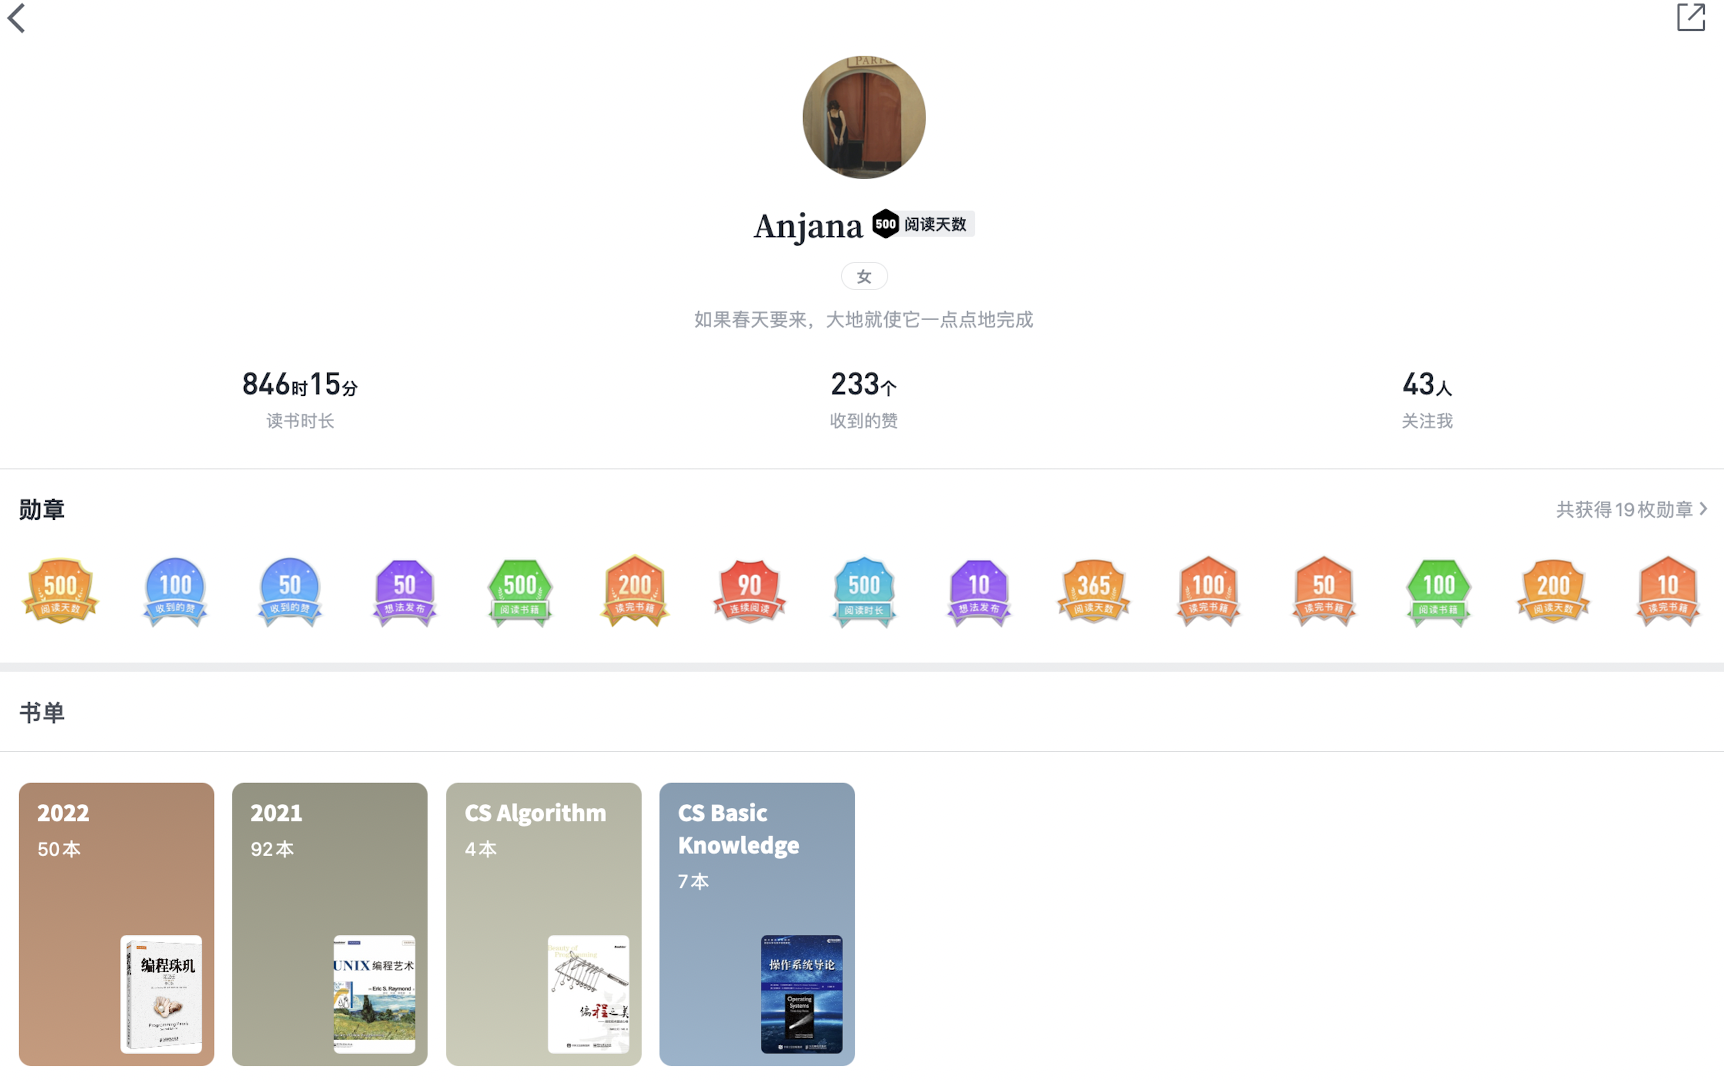 Anjana 500 阅读天数
女
如果春天要来，大地就使它一点点地完成
846时15分
读书时长
233个
收到的赞
43人
关注我
勋章
共获得19枚勋章
500
阅读天数
100
收到的赞
50
收到的赞
50
想法发布
500
阅读书籍
200
读完书籍
90
连续阅读
500
阅读时长
10
想法发布
365
阅读天数
100
读完书籍
50
读完书籍
100
阅读书籍
200
阅读天数
10
读完书籍
书单
2022
50本
编程珠玑
2021
92本
UNIX 编程艺术
Eric S. Raymond
CS Algorithm
4本
Beauty of
Programming
编程之美
CS Basic
Knowledge
7本
操作系统导论
Operating
Systems